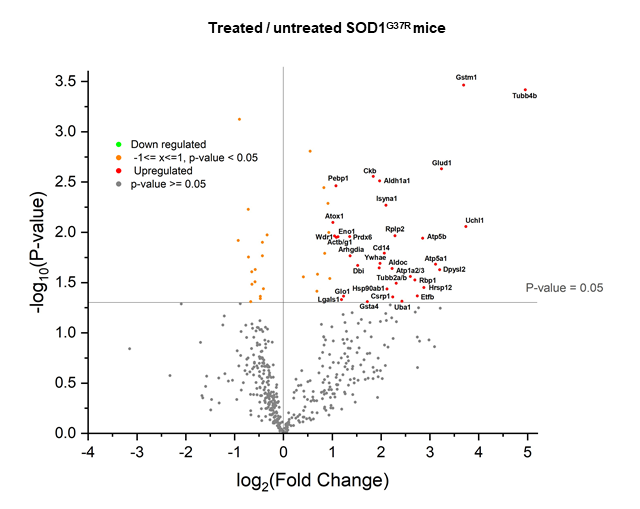 Treated / untreated SOD1G37R mice
-log10(P-value)
3.5
3.0
2.5
2.0
1.5
1.0
0.5
0.0
Down regulated
-1<= x<=1, p-value < 0.05
Upregulated
p-value >= 0.05
Gstm1
Tubb4b
Glud1
Ckb
Pebp1
Aldh1a1
Isyna1
Atox1
Uchl1
Eno1
Rplp2
Wdr1
Prdx6
Atp5b
Actb/g1
Arhgdia
Cd14
Ywhae
Atp5a1
Aldoc
Dbi
Atp1a2/3
Dpysl2
Tubb2a/b
Rbp1
Hsp90ab1
Hrsp12
Glo1
Csrp1
Etfb
Lgals1
Gsta4
Uba1
P-value = 0.05
-4
-3
-2
-1
0
1
2
3
4
5
log2(Fold Change)